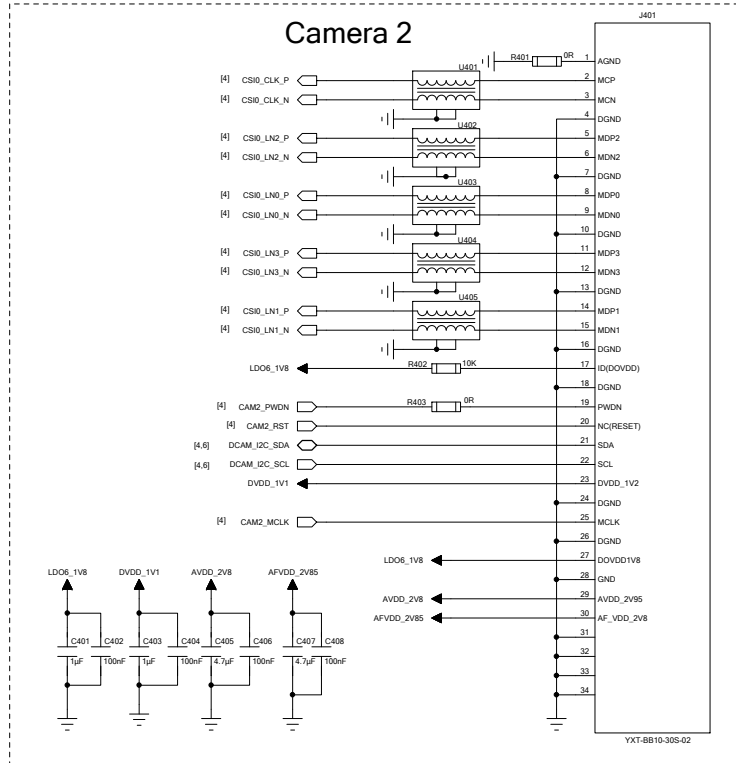 J401
Camera 2
R401 0R 1 AGND
U401
[4] CSI0_CLK_P 2 MCP
[4] CSI0_CLK_N 3 MCN
4 DGND
U402
[4] CSI0_LN2_P 5 MDP2
[4] CSI0_LN2_N 6 MDN2
7 DGND
U403
[4] CSI0_LN0_P 8 MDP0
[4] CSI0_LN0_N 9 MDN0
10 DGND
U404
[4] CSI0_LN3_P 11 MDP3
[4] CSI0_LN3_N 12 MDN3
13 DGND
U405
[4] CSI0_LN1_P 14 MDP1
[4] CSI0_LN1_N 15 MDN1
16 DGND
LDO6_1V8 R402 10K 17 ID(DOVDD)
18 DGND
[4] CAM2_PWDN R403 0R 19 PWDN
[4] CAM2_RST 20 NC(RESET)
[4,6] DCAM_I2C_SDA 21 SDA
[4,6] DCAM_I2C_SCL 22 SCL
DVDD_1V1 23 DVDD_1V2
24 DGND
[4] CAM2_MCLK 25 MCLK
26 DGND
LDO6_1V8 27 DOVDD1V8
28 GND
AVDD_2V8 29 AVDD_2V95
AFVDD_2V85 30 AF_VDD_2V8
31
32
33
34
LDO6_1V8 DVDD_1V1 AVDD_2V8 AFVDD_2V85
C401 C402 C403 C404 C405 C406 C407 C408
1μF 100nF 1μF 100nF 4.7μF 100nF 4.7μF 100nF
YXT-BB10-30S-02